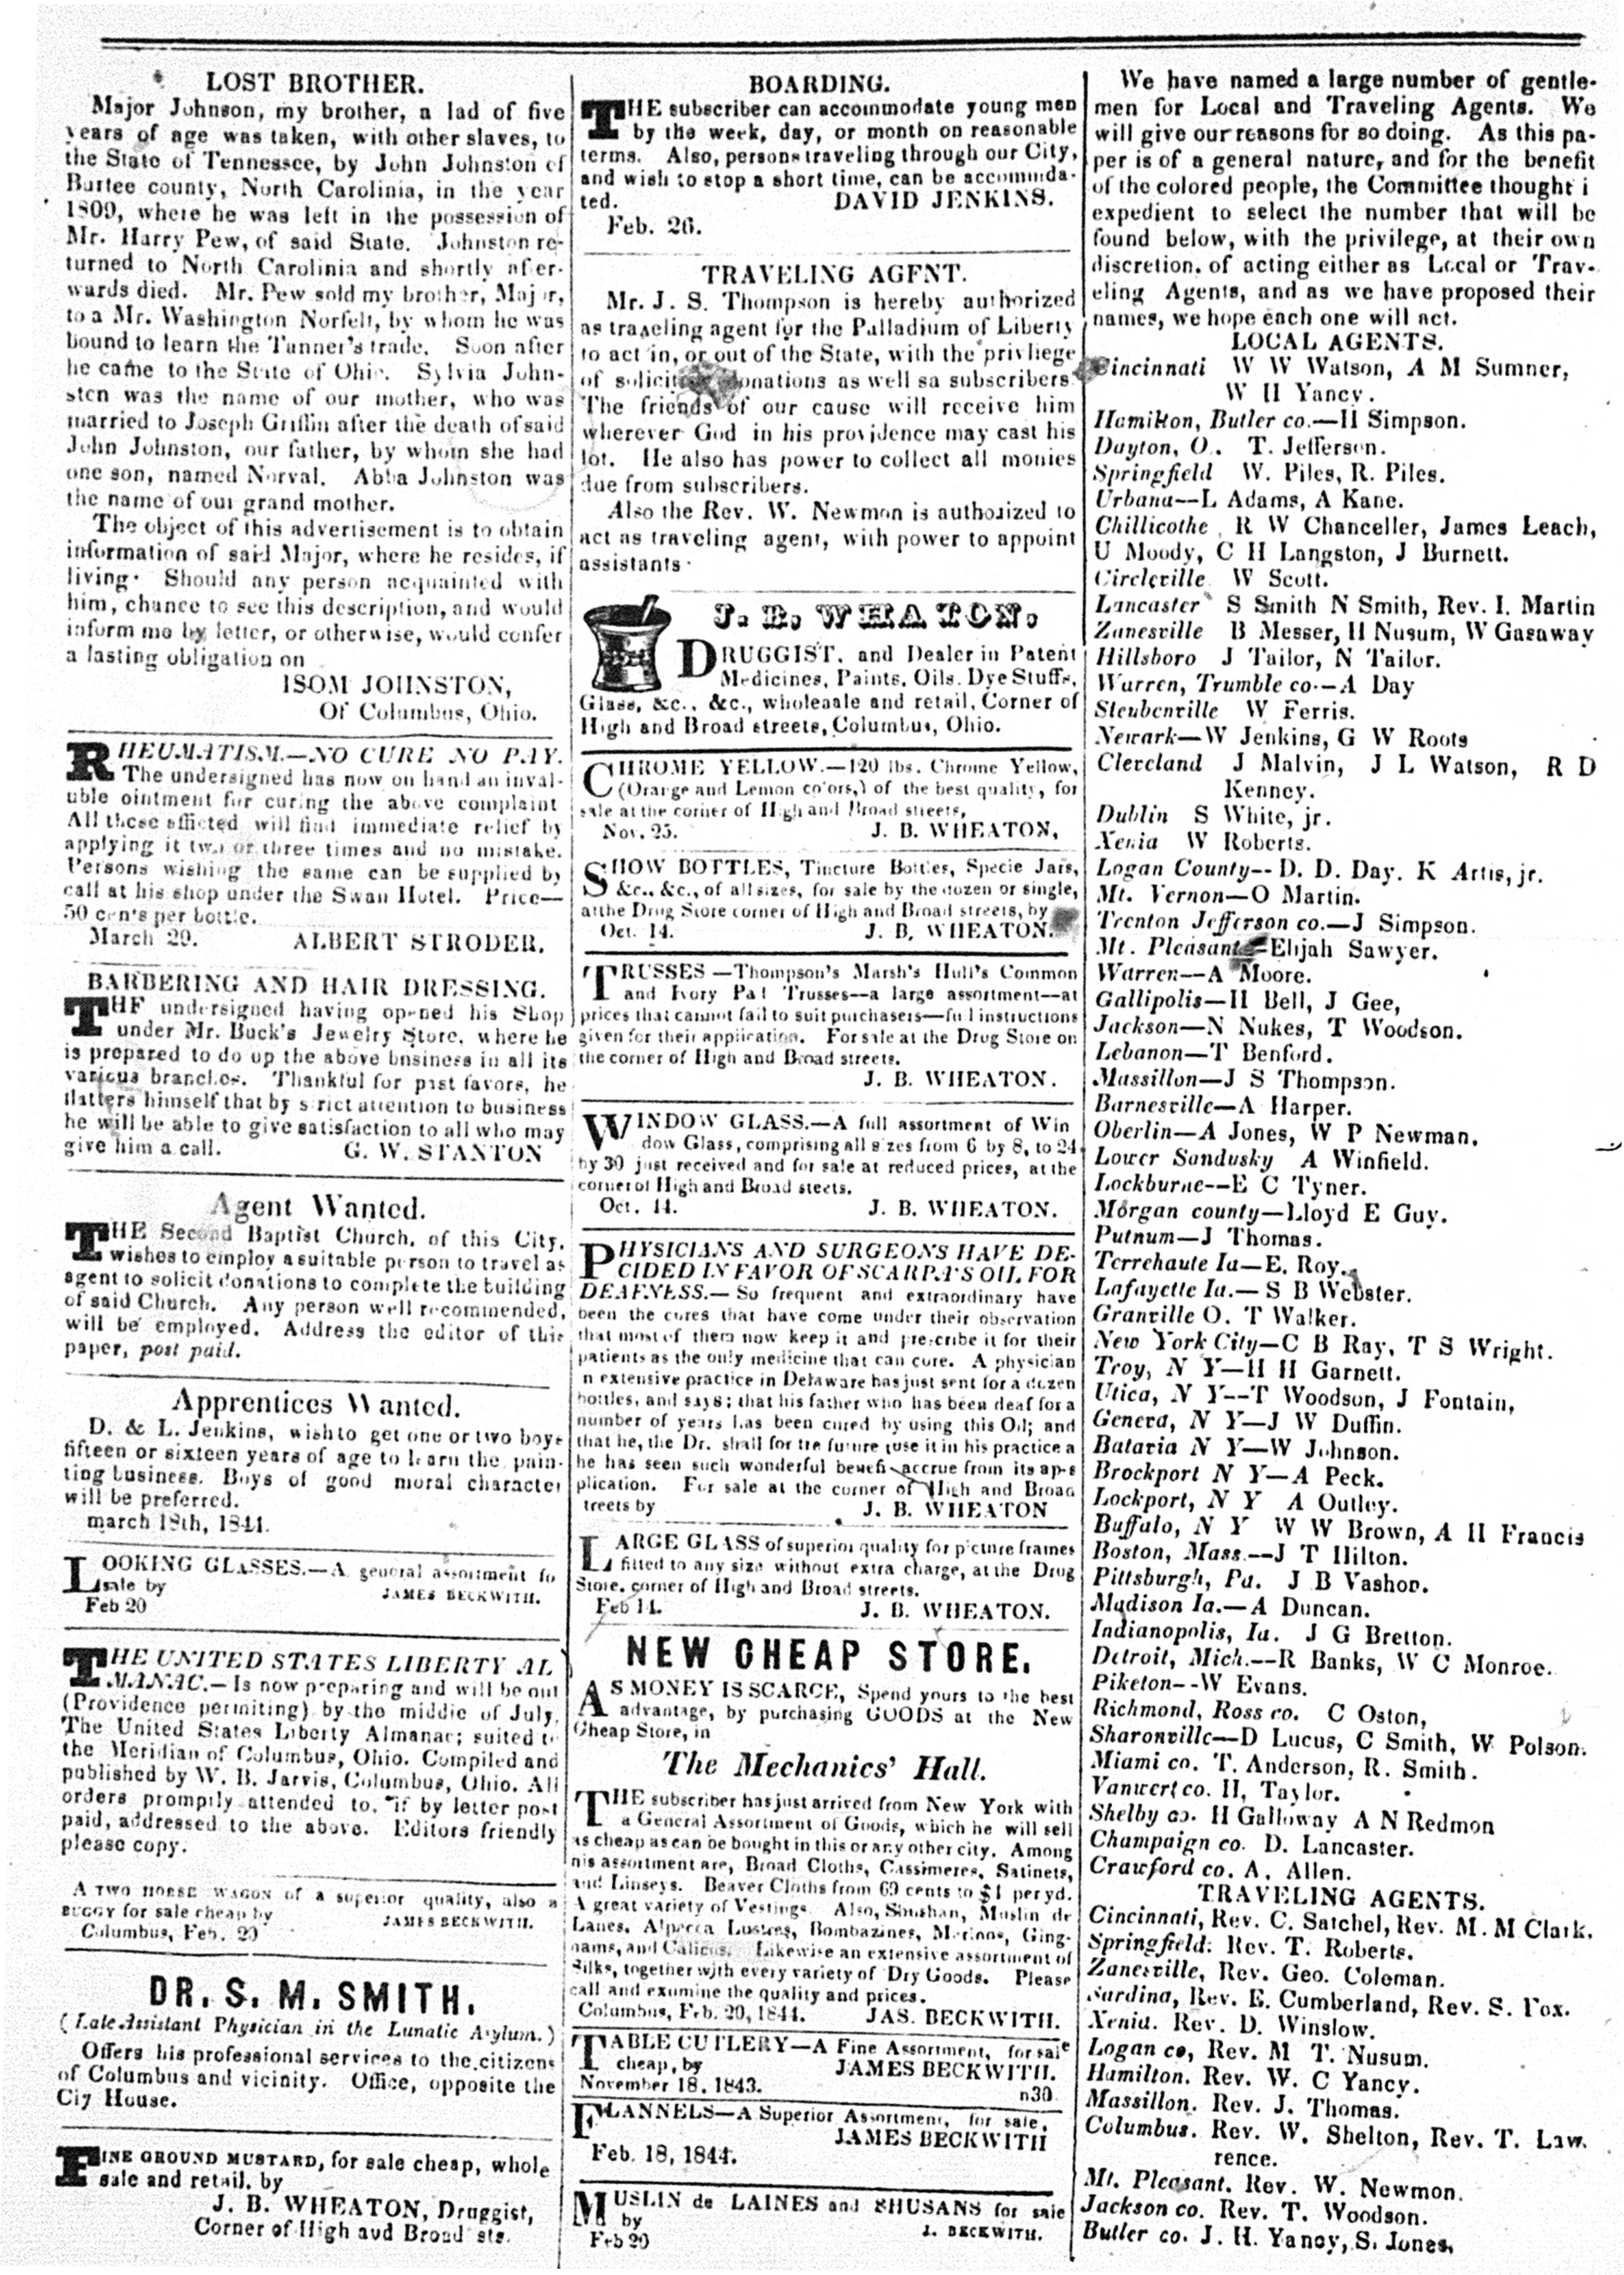 LOST BROTHER.
Major Johnson, my brother, a lad of five
years of age was taken, with other slaves, to
the State of Tennessee, by John Johnston of
Bartee county, North Carolinia, in the year
1809, where he was left in the possession of
Mr. Harry Pew, of said State. Johnston re-
turned to North Carolinia and shortly after-
wards died. Mr. Pew sold my brother, Major,
to a Mr. Washington Norfelt, by whom he was
bound to learn the Tanner's trade. Soon after
he came to the State of Ohio. Sylvia John-
ston was the name of our mother, who was
married to Joseph Griffin after the death of said
John Johnston, our father, by whom she had
one son, named Norval. Abba Johnston was
the name of our grand mother.
The object of this advertisement is to obtain
information of said Major, where he resides, if
living. Should any person acquainted with
him, chance to see this description, and would
inform me by letter, or otherwise, would confer
a lasting obligation on
ISOM JOHNSTON,
Of Columbus, Ohio.
RHEUMATISM.—NO CURE NO PAY.
The undersigned has now on hand an inval-
uble ointment for curing the above complaint
All those afflicted will find immediate relief by
applying it two or three times and no mistake.
Persons wishing the same can be supplied by
call at his shop under the Swan Hotel. Price—
50 cen's per bottle.
March 29. ALBERT STRODER.
BARBERING AND HAIR DRESSING.
THE undersigned having opened his Shop
under Mr. Buck's Jewelry Store, where he
is prepared to do up the above bnsiness in all its
various branches. Thankful for past favors, he
flatters himself that by strict attention to business
he will be able to give satisfaction to all who may
give him a call. G. W. STANTON
Agent Wanted.
THE Second Baptist Church, of this City,
wishes to employ a suitable person to travel as
agent to solicit donations to complete the building
of said Church. Any person well recommended,
will be employed. Address the editor of this
paper, post paid.
Apprentices Wanted.
D. & L. Jenkins, wish to get one or two boys
fifteen or sixteen years of age to learn the pain-
ting business. Boys of good moral character
will be preferred.
march 18th, 1844.
LOOKING GLASSES.—A general assortment fo
sale by JAMES BECKWITH.
Feb 20
THE UNITED STATES LIBERTY AL
MANAC.—Is now preparing and will be out
(Providence permiting) by the middle of July,
The United States Liberty Almanac; suited to
the Meridian of Columbus, Ohio. Compiled and
published by W. B. Jarvis, Columbus, Ohio. All
orders promptly attended to, if by letter post
paid, addressed to the above. Editors friendly
please copy.
A TWO HORSE WAGON of a superior quality, also a
BUGGY for sale cheap by JAMES BECKWITH.
Columbus, Feb. 20
DR. S. M. SMITH.
(Late Assistant Physician in the Lunatic Asylum.)
Offers his professional services to the citizens
of Columbus and vicinity. Office, opposite the
City House.
FINE GROUND MUSTARD, for sale cheap, whole
sale and retail, by
J. B. WHEATON, Druggist,
Corner of High avd Broad sts.
BOARDING.
THE subscriber can accommodate young men
by the week, day, or month on reasonable
terms. Also, persons traveling through our City,
and wish to stop a short time, can be accommda-
ted. DAVID JENKINS.
Feb. 26.
TRAVELING AGENT.
Mr. J. S. Thompson is hereby authorized
as traveling agent for the Palladium of Liberty
to act in, or out of the State, with the privliege
of donations as well sa subscribers.
The friends of our cause will receive him
wherever God in his providence may cast his
lot. He also has power to collect all monies
due from subscribers.
Also the Rev. W. Newman is authorized to
act as traveling agent, with power to appoint
assistants.
J. B. WHATON,
DRUGGIST, and Dealer in Patent
Medicines, Paints, Oils, Dye Stuffs,
Glass, &c., &c., wholeaale and retail, Corner of
High and Broad streets, Columbus, Ohio.
CHROME YELLOW.—120 lbs. Chrome Yellow,
(Orange and Lemon colors,) of the best quality, for
sale at the corner of High and Broad streets,
Nov. 25. J. B. WHEATON,
SHOW BOTTLES, Tincture Bottles, Specie Jars,
&c., &c., of all sizes, for sale by the dozen or single,
at the Drug Store corner of High and Broad streets, by
Oct. 14. J. B. WHEATON.
TRUSSES—Thompson's Marsh's Hull's Common
and Ivory Pad Trusses—a large assortment—at
prices that cannot fail to suit purchasers—full instructions
given for their appiication. For sale at the Drug Store on
the corner of High and Broad streets.
J. B. WHEATON.
WINDOW GLASS.—A full assortment of Win
dow Glass, comprising all sizes from 6 by 8, to 24
by 30 just received and for sale at reduced prices, at the
corner of High and Broad steets.
Oct. 14. J. B. WHEATON.
PHYSICIANS AND SURGEONS HAVE DE-
CIDED IN FAVOR OF SCARPA'S OIL FOR
DEAFNESS.—So frequent and extraordinary have
been the cures that have come under their observation
that most of them now keep it and prescribe it for their
patients as the only medicine that can cure. A physician
n extensive practice in Delaware has just sent for a dozen
bottles, and says; that his father who has been deaf for a
number of years has been cured by using this Oil; and
that he, the Dr. shall for tre future use it in his practice a
he has seen such wonderful benefi accrue from its ap-s
plication. For sale at the corner of High and Broad
treets by J. B. WHEATON
LARGE GLASS of superior quality for picture frames
fitted to any size without extra charge, at the Drug
Store, corner of High and Broad streets.
Feb 14. J. B. WHEATON.
NEW CHEAP STORE.
AS MONEY IS SCARCE, Spend yours to the best
advantage, by purchasing GOODS at the New
Cheap Store, in
The Mechanics' Hall.
THE subscriber has just arrived from New York with
a General Assortment of Goods, which he will sell
as cheap as can be bought in this or any other city. Among
his assortment are, Broad Cloths, Cassimeres, Satinets,
and Linseys. Beaver Cloths from 69 cents to $1 per yd.
A great variety of Vestings. Also, Shushan, Muslin de
Lanes, Alpecca Lustres, Bombazines, Merinos, Ging-
hams, and Calicos. Likewise an extensive assortment of
Silks, together with every variety of Dry Goods. Please
call and examine the quality and prices.
Columbus, Feb. 20, 1844. JAS. BECKWITH.
TABLE CUTLERY—A Fine Assortment, for sale
cheap, by JAMES BECKWITH.
November 18, 1843. n30
FLANNELS—A Superior Assortment, for sale,
JAMES BECKWITH
Feb. 18, 1844.
MUSLIN de LAINES and SHUSANS for sale
by J. BECKWITH.
Feb 20
We have named a large number of gentle-
men for Local and Traveling Agents. We
will give our reasons for so doing. As this pa-
per is of a general nature, and for the benefit
of the colored people, the Committee thought i
expedient to select the number that will be
found below, with the privilege, at their own
discretion, of acting either as Local or Trav-
eling Agents, and as we have proposed their
names, we hope each one will act.
LOCAL AGENTS.
Cincinnati W W Watson, A M Sumner,
W H Yancy.
Hamilton, Butler co.—H Simpson.
Dayton, O. T. Jefferson.
Springfield W. Piles, R. Piles.
Urbana—L Adams, A Kane.
Chillicothe, R W Chanceller, James Leach,
U Moody, C H Langston, J Burnett.
Circleville W Scott.
Lancaster S Smith N Smith, Rev. I. Martin
Zanesville B Messer, H Nusum, W Gasaway
Hillsboro J Tailor, N Tailor.
Warren, Trumble co.—A Day
Steubenville W Ferris.
Newark—W Jenkins, G W Roots
Cleveland J Malvin, J L Watson, R D
Kenney.
Dublin S White, jr.
Xenia W Roberts.
Logan County--D. D. Day. K Artis, jr.
Mt. Vernon—O Martin.
Trenton Jefferson co.—J Simpson.
Mt. Pleasant—Elijah Sawyer.
Warren—A Moore.
Gallipolis—H Bell, J Gee,
Jackson—N Nukes, T Woodson.
Lebanon—T Benford.
Massillon—J S Thompson.
Barnesville—A Harper.
Oberlin—A Jones, W P Newman.
Lower Sandusky A Winfield.
Lockburne--E C Tyner.
Morgan county—Lloyd E Guy.
Putnum—J Thomas.
Terrehaute Ia—E. Roy.
Lafayette Ia.—S B Webster.
Granville O. T Walker.
New York City—C B Ray, T S Wright.
Troy, N Y—H H Garnett.
Utica, N Y--T Woodson, J Fontain,
Geneva, N Y—J W Duffin.
Batavia N Y—W Johnson.
Brockport N Y—A Peck.
Lockport, N Y A Outley.
Buffalo, N Y W W Brown, A H Francis
Boston, Mass.--J T Hilton.
Pittsburgh, Pa. J B Vashon.
Madison Ia.—A Duncan.
Indianopolis, Ia. J G Bretton.
Detroit, Mich.--R Banks, W C Monroe.
Piketon--W Evans.
Richmond, Ross co. C Oston,
Sharonville—D Lucus, C Smith, W Polson.
Miami co. T. Anderson, R. Smith.
Vanwert co. H, Taylor.
Shelby co. H Galloway A N Redmon
Champaign co. D. Lancaster.
Crawford co. A. Allen.
TRAVELING AGENTS.
Cincinnati, Rev. C. Satchel, Rev. M. M Clark.
Springfield: Rev. T. Roberts.
Zanesville, Rev. Geo. Coleman.
Sardina, Rev. E. Cumberland, Rev. S. Fox.
Xenia. Rev. D. Winslow.
Logan co, Rev. M T. Nusum.
Hamilton. Rev. W. C Yancy.
Massillon. Rev. J. Thomas.
Columbus. Rev. W. Shelton, Rev. T. Law.
rence.
Mt. Pleasant. Rev. W. Newmon.
Jackson co. Rev. T. Woodson.
Butler co. J. H. Yancy, S. Jones.